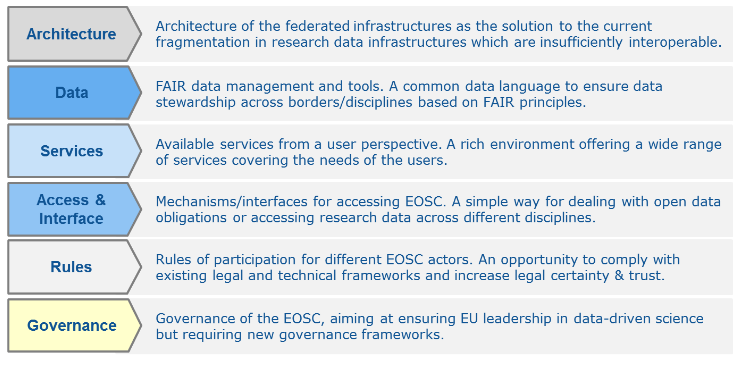 Architecture
Architecture of the federated infrastructures as the solution to the current
fragmentation in research data infrastructures which are insufficiently interoperable.
Data
FAIR data management and tools. A common data language to ensure data
stewardship across borders/disciplines based on FAIR principles.
Services
Available services from a user perspective. A rich environment offering a wide range
of services covering the needs of the users.
Access &
Interface
Mechanisms/interfaces for accessing EOSC. A simple way for dealing with open data
obligations or accessing research data across different disciplines.
Rules
Rules of participation for different EOSC actors. An opportunity to comply with
existing legal and technical frameworks and increase legal certainty & trust.
Governance
Governance of the EOSC, aiming at ensuring EU leadership in data-driven science
but requiring new governance frameworks.